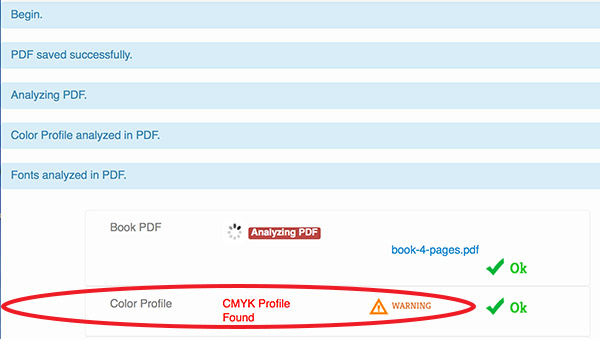 Begin.
PDF saved successfully.
Analyzing PDF.
Color Profile analyzed in PDF.
Fonts analyzed in PDF.
Book PDF
Analyzing PDF
book-4-pages.pdf
Ok
Color Profile
CMYK Profile
Found
WARNING
Ok